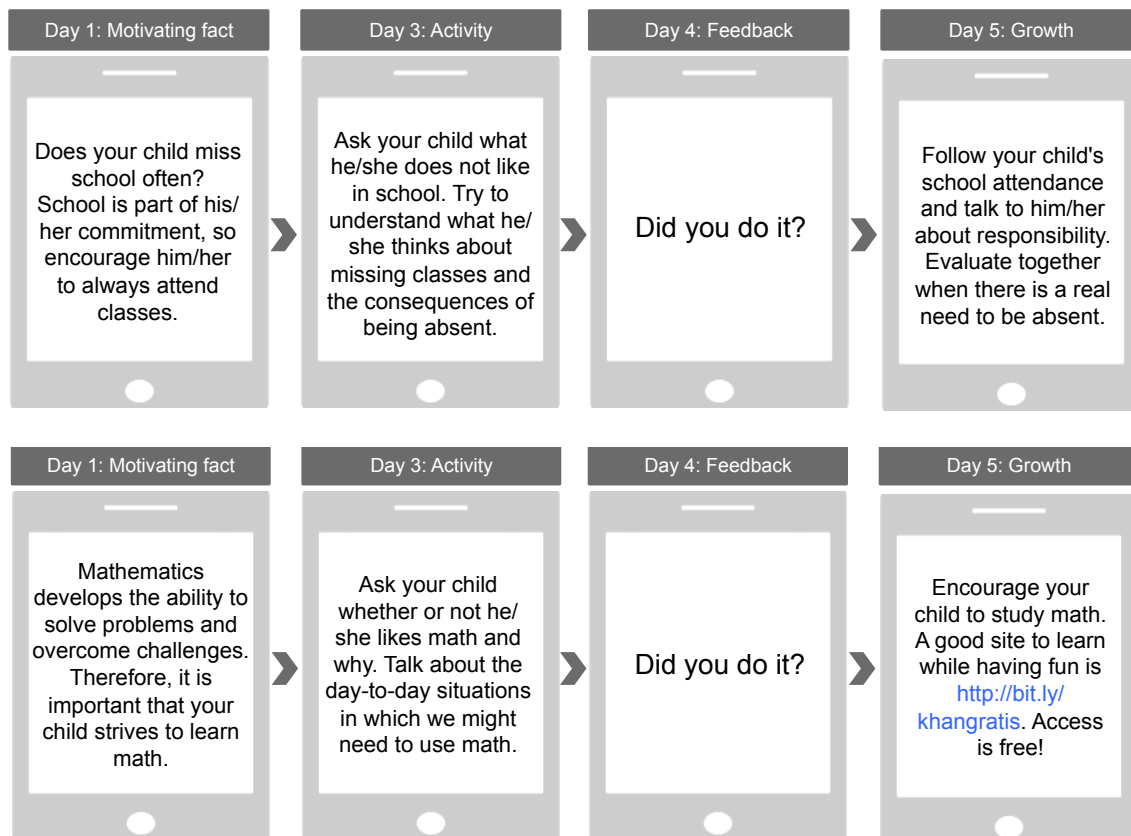 Day 1: Motivating fact
Does your child miss
school often?
School is part of his/
her commitment, so
encourage him/her
to always attend
classes.
Day 3: Activity
Ask your child what
he/she does not like
in school. Try to
understand what he/
she thinks about
missing classes and
the consequences of
being absent.
Day 4: Feedback
Did you do it?
Day 5: Growth
Follow your child's
school attendance
and talk to him/her
about responsibility.
Evaluate together
when there is a real
need to be absent.
Day 1: Motivating fact
Mathematics
develops the ability to
solve problems and
overcome challenges.
Therefore, it is
important that your
child strives to learn
math.
Day 3: Activity
Ask your child
whether or not he/
she likes math and
why. Talk about the
day-to-day situations
in which we might
need to use math.
Day 4: Feedback
Did you do it?
Day 5: Growth
Encourage your
child to study math.
A good site to learn
while having fun is
http://bit.ly/
khangratis. Access
is free!